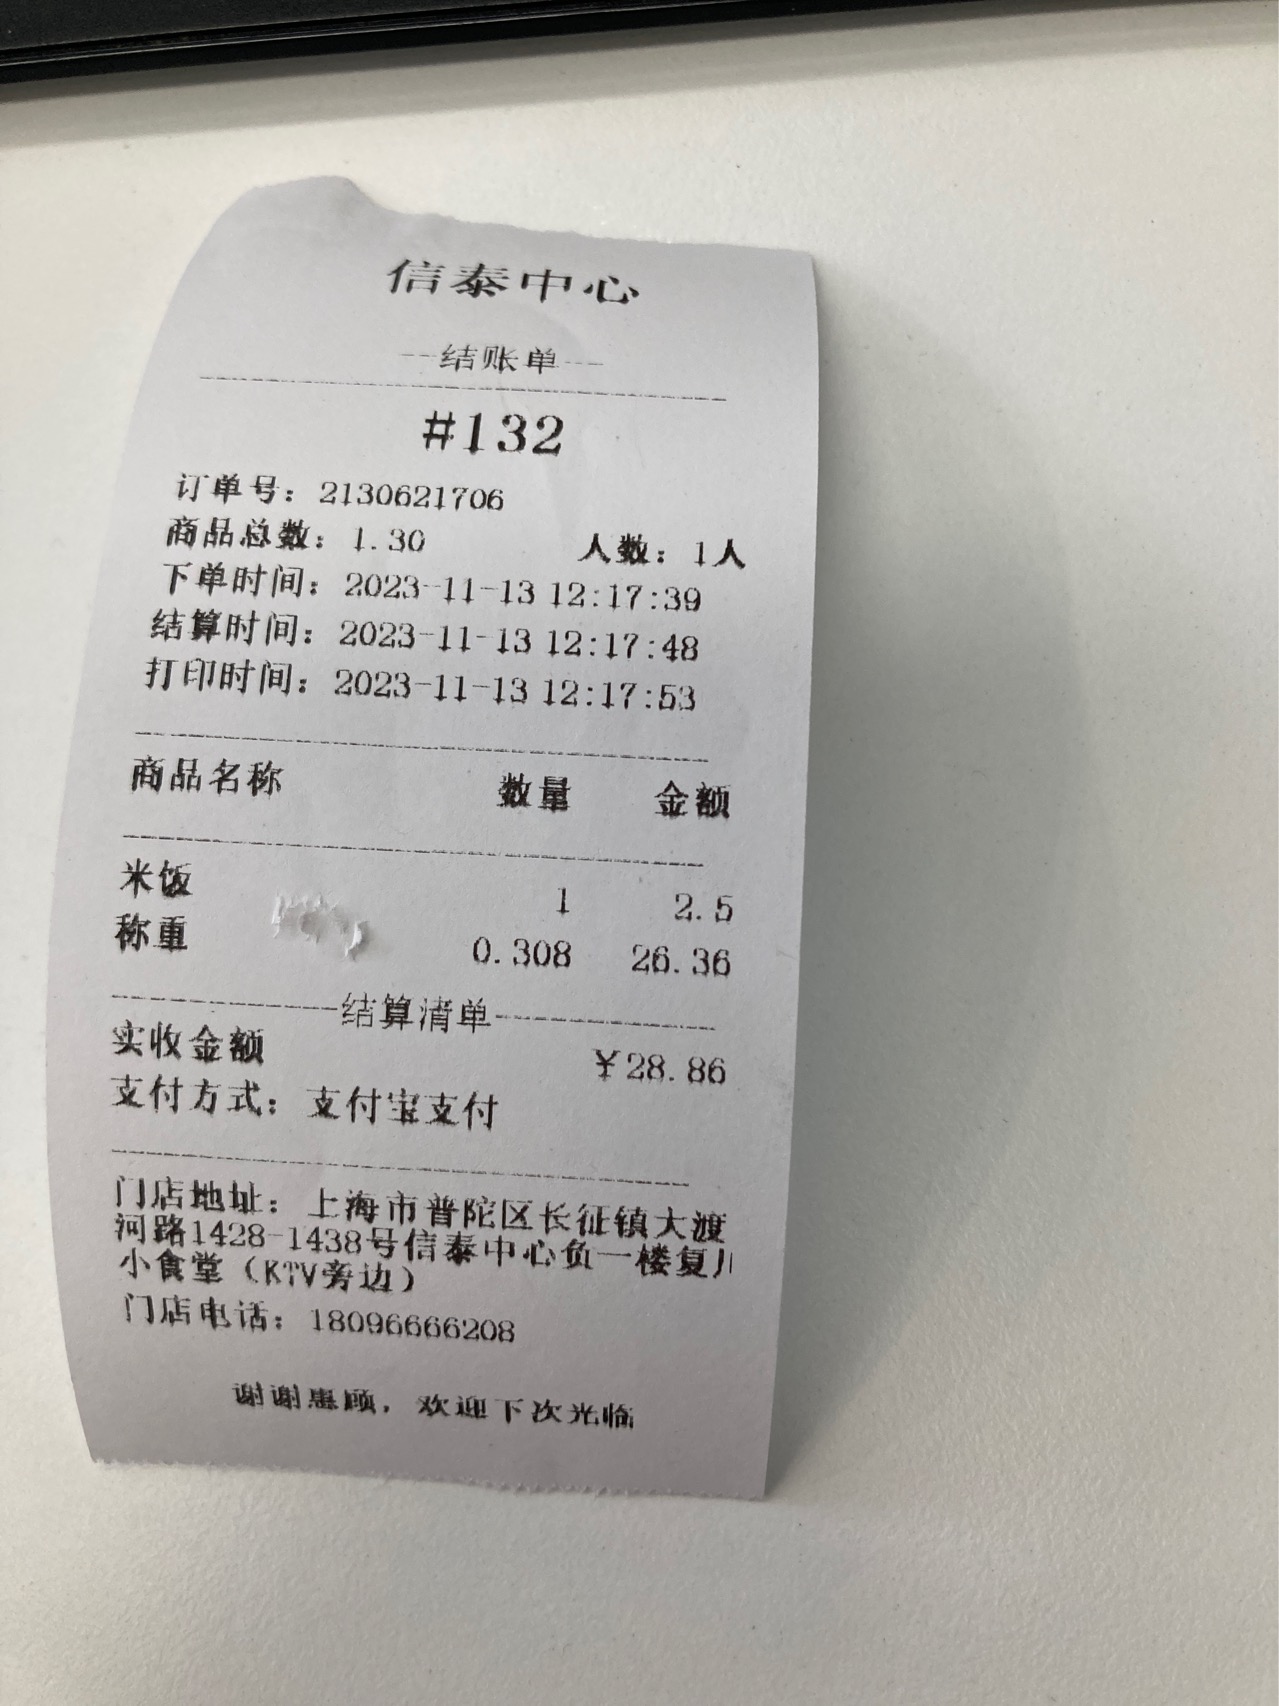 信泰中心
--结账单---
#132
订单号：2130621706
商品总数：1.30 人数：1人
下单时间：2023-11-13 12:17:39
结算时间：2023-11-13 12:17:48
打印时间：2023-11-13 12:17:53
商品名称 数量 金额
米饭 1 2.5
称重 0.308 26.36
结算清单
实收金额 ￥28.86
支付方式：支付宝支付
门店地址：上海市普陀区长征镇大渡
河路1428-1438号信泰中心负一楼复
小食堂（KTV旁边）
门店电话：18096666208
谢谢惠顾，欢迎下次光临